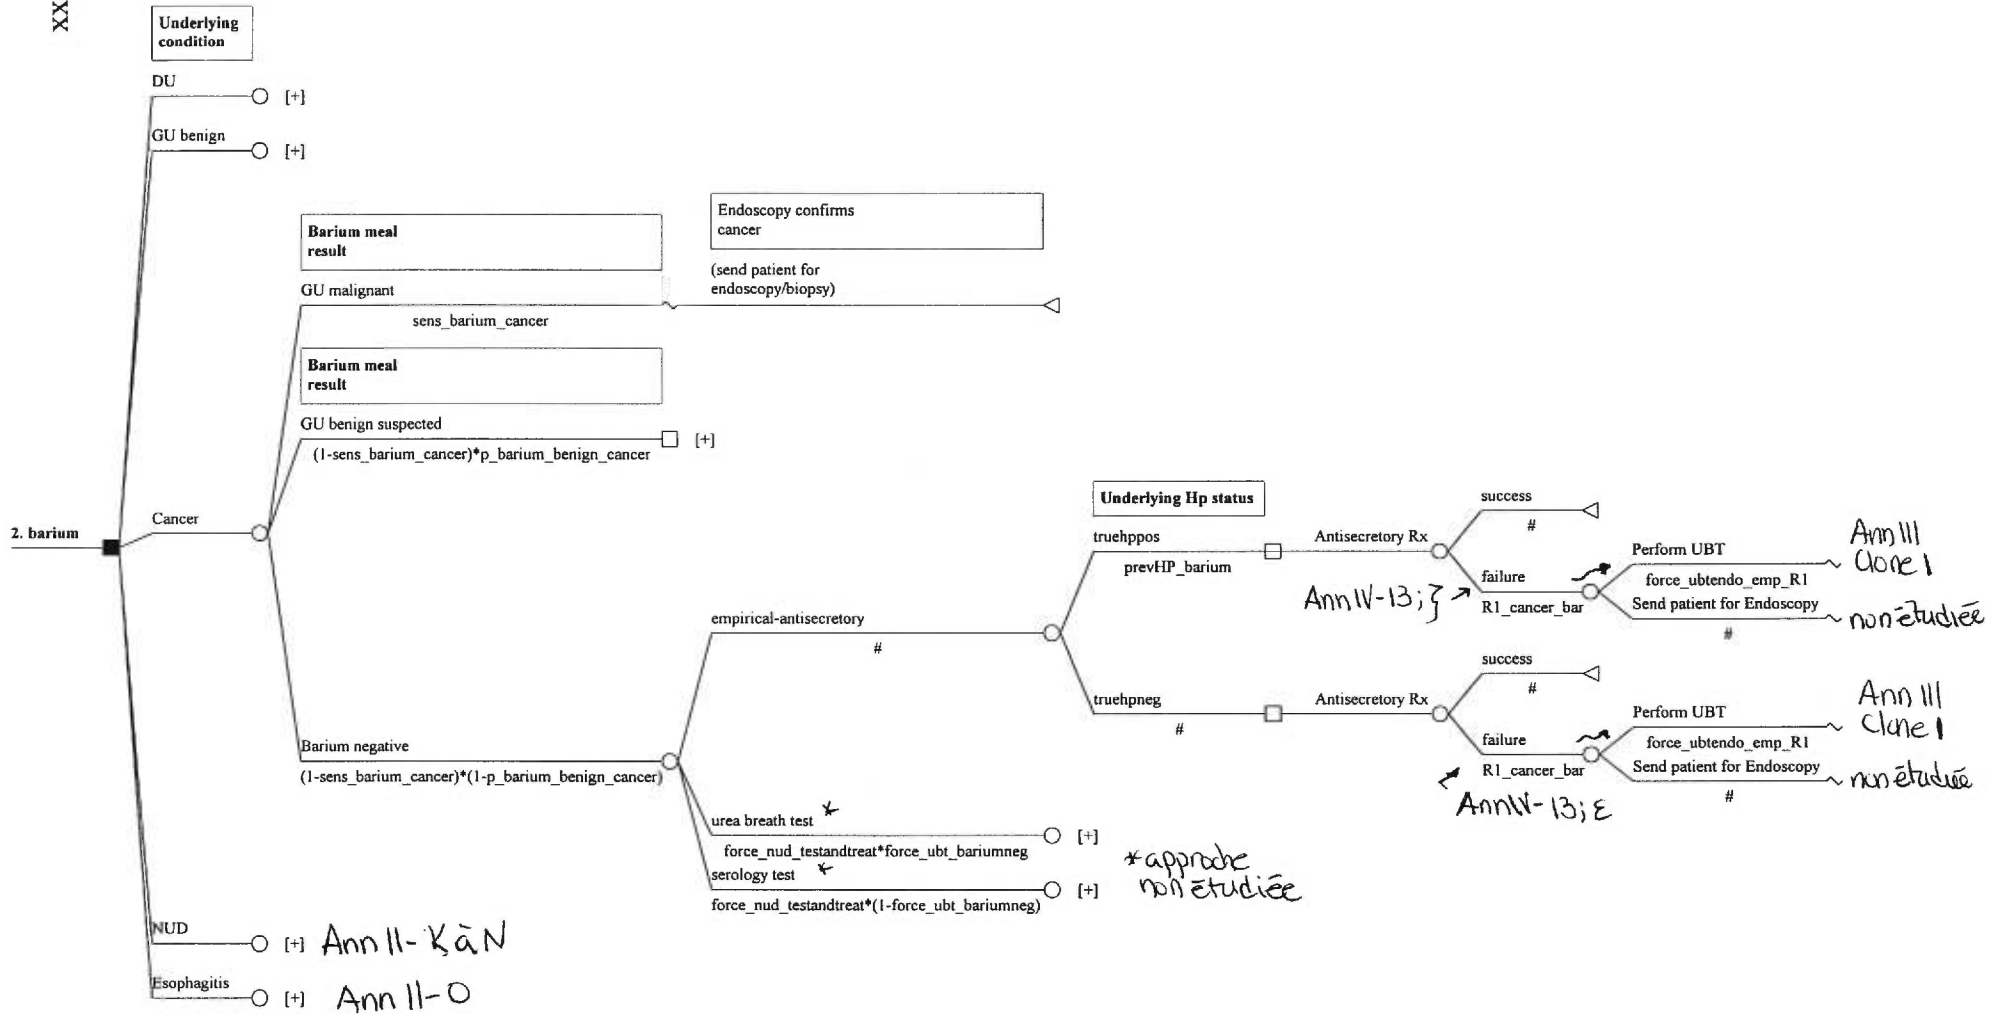 XX
Underlying
condition
DU
[+]
GU benign
[+]
Barium meal
result
GU malignant
sens_barium_cancer
Endoscopy confirms
cancer
(send patient for
endoscopy/biopsy)
Barium meal
result
GU benign suspected
[+]
(1-sens_barium_cancer)*p_barium_benign_cancer
2. barium
Cancer
Underlying Hp status
truehppos
prevHP_barium
Antisecretory Rx
success
#
failure
R1_cancer_bar
Ann IV-13; }
Perform UBT
force_ubtendo_emp_R1
Ann III
Clone 1
Send patient for Endoscopy
#
non étudiée
empirical-antisecretory
#
truehpneg
#
Antisecretory Rx
success
#
failure
R1_cancer_bar
Ann IV-13; ε
Perform UBT
force_ubtendo_emp_R1
Ann III
Clone 1
Send patient for Endoscopy
#
non étudiée
Barium negative
(1-sens_barium_cancer)*(1-p_barium_benign_cancer)
urea breath test *
[+]
force_nud_testandtreat*force_ubt_bariumneg
serology test *
[+]
force_nud_testandtreat*(1-force_ubt_bariumneg)
* approche
non étudiée
NUD
[+] Ann II- K à N
Esophagitis
[+] Ann II-O